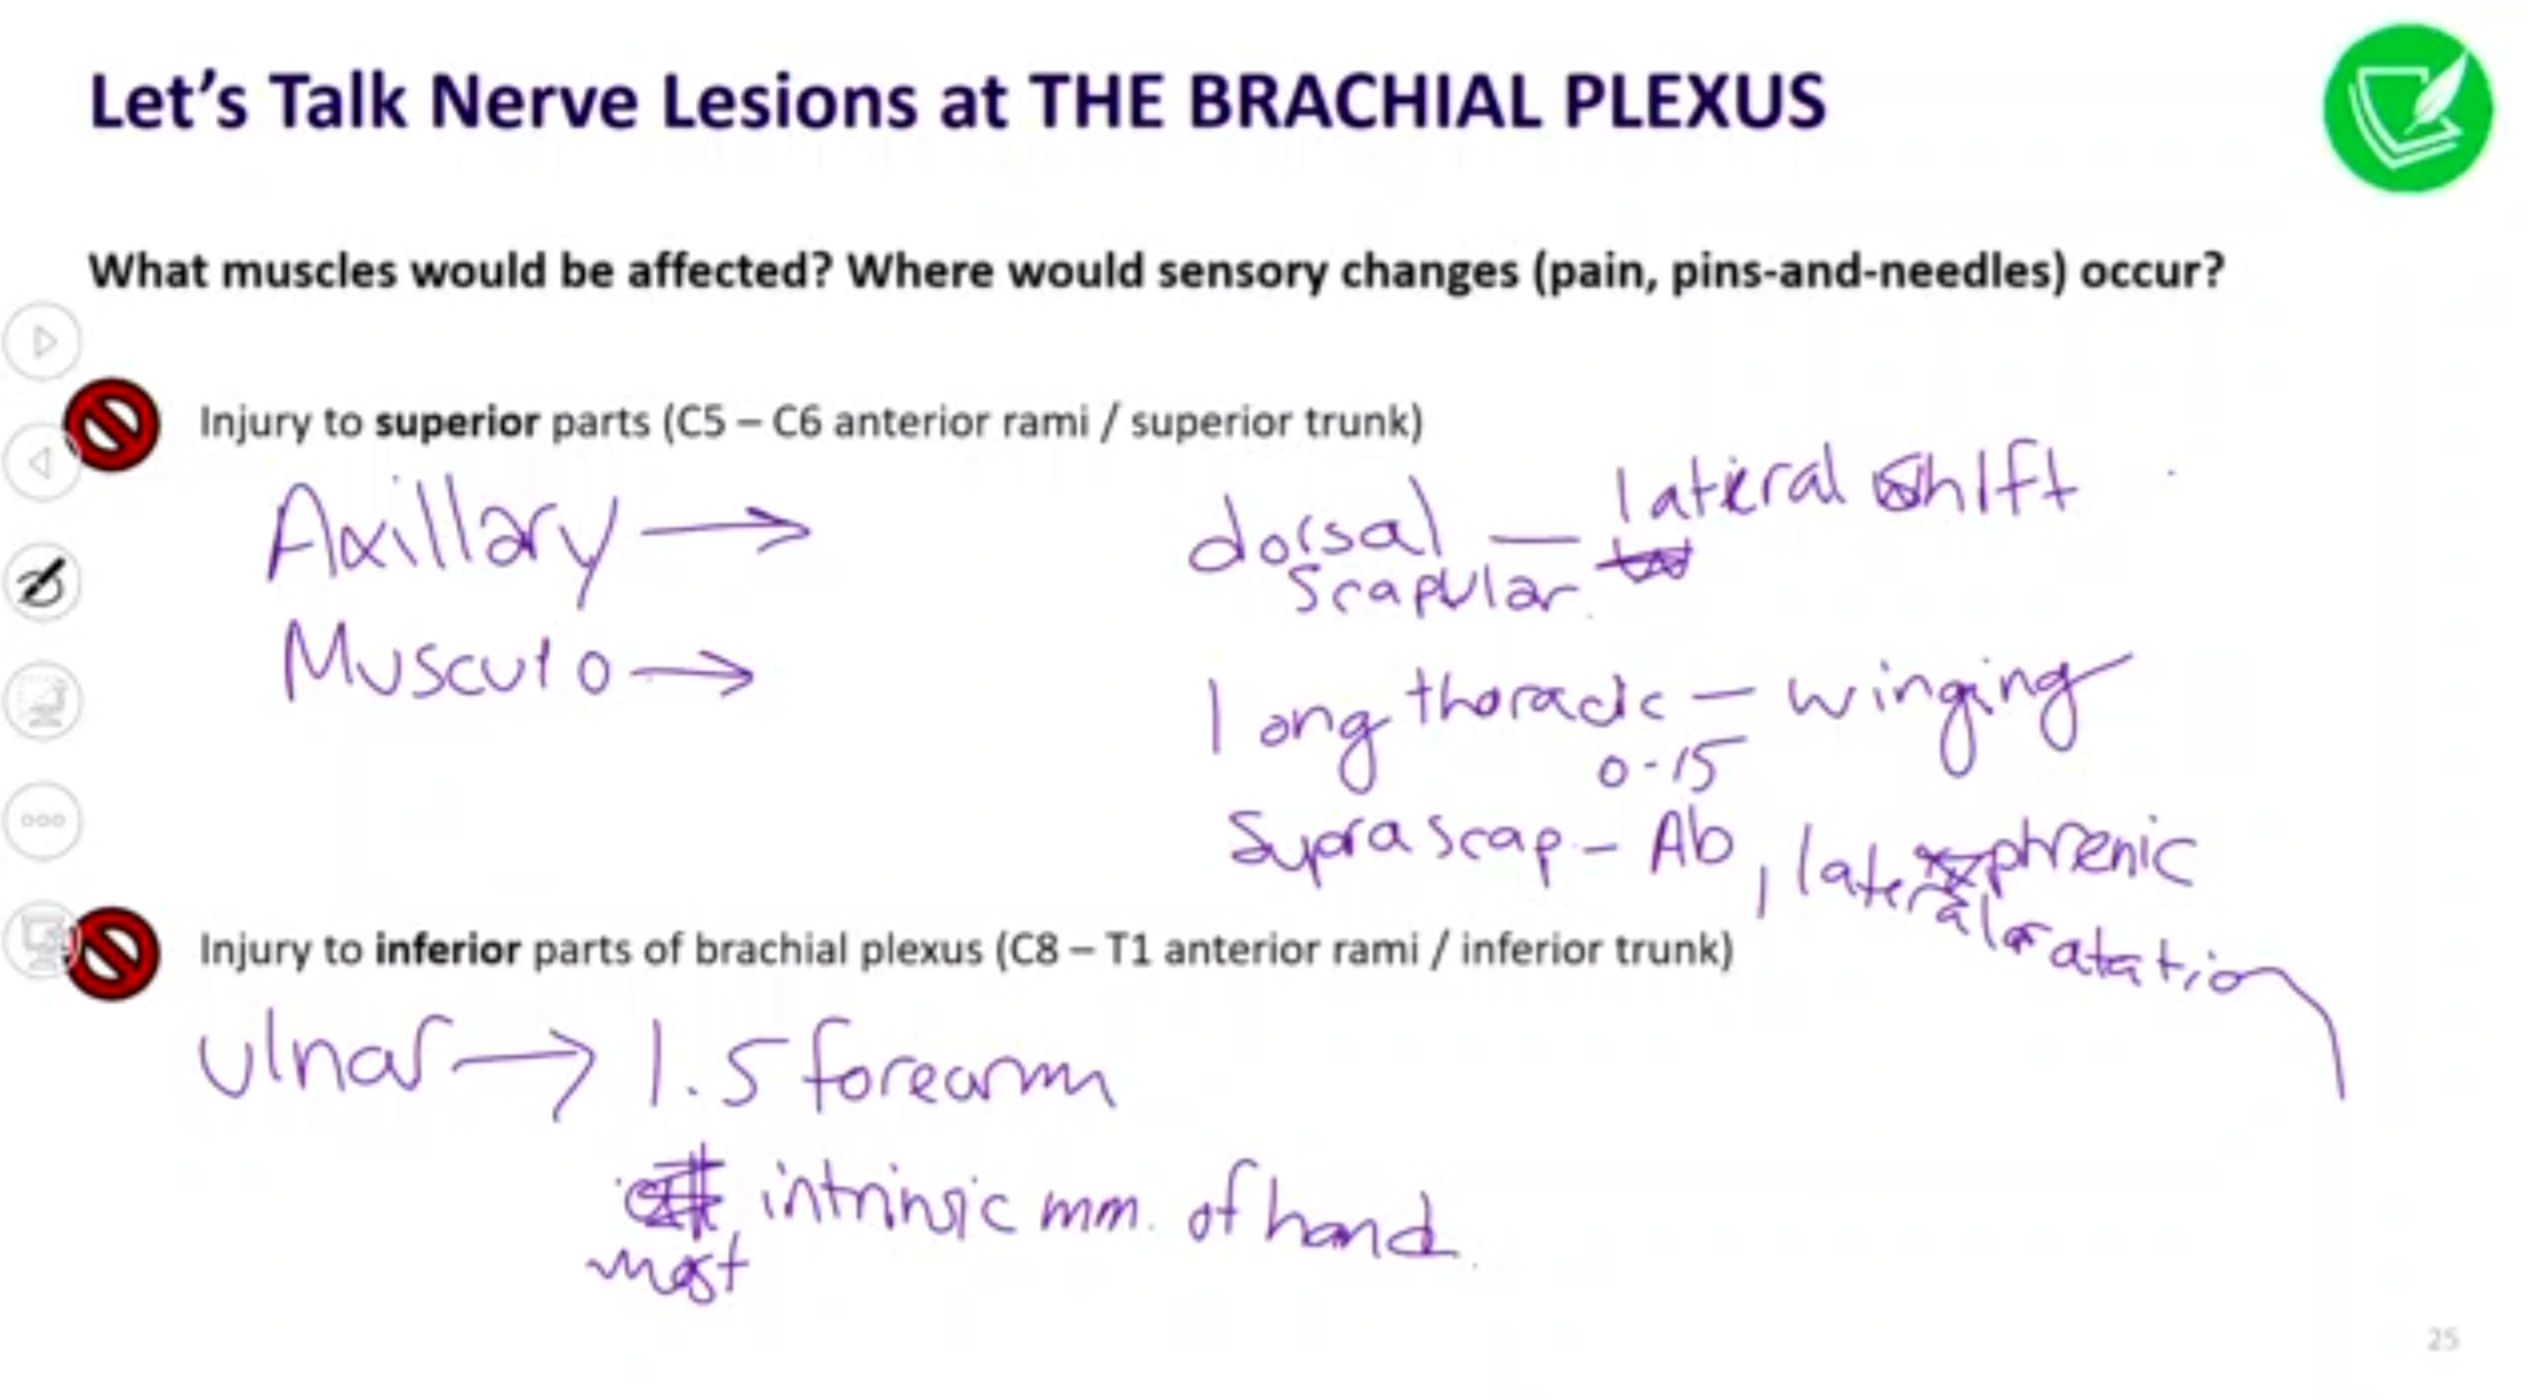 Let's Talk Nerve Lesions at THE BRACHIAL PLEXUS
What muscles would be affected? Where would sensory changes (pain, pins-and-needles) occur?
Injury to superior parts (C5 – C6 anterior rami / superior trunk)
Axillary →
Musculo →
dorsal — lateral shift
scapular
long thoracic — winging
0-15
Suprascap - Ab, lateral rotation
phrenic
Injury to inferior parts of brachial plexus (C8 – T1 anterior rami / inferior trunk)
Ulnar → 1.5 forearm
intrinsic mm. of hand
most
25